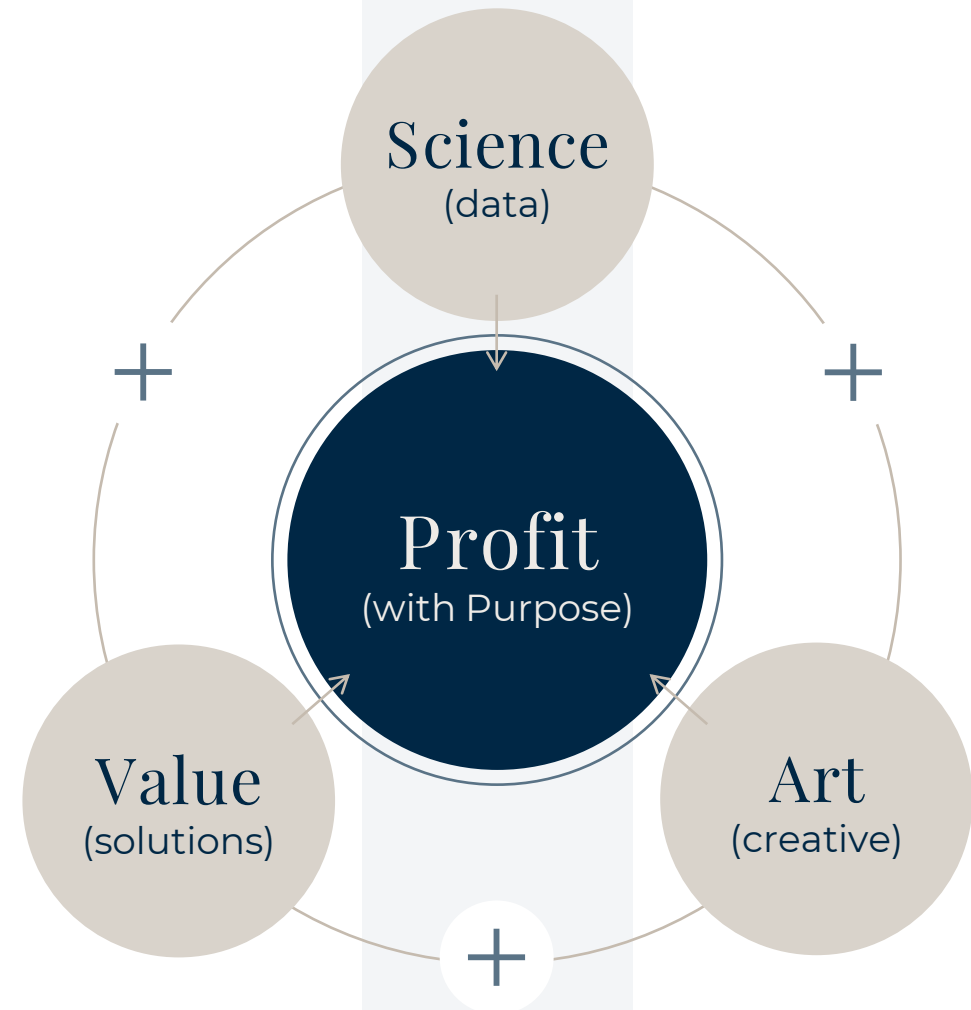 Science
(data)
Profit
(with Purpose)
Value
(solutions)
Art
(creative)